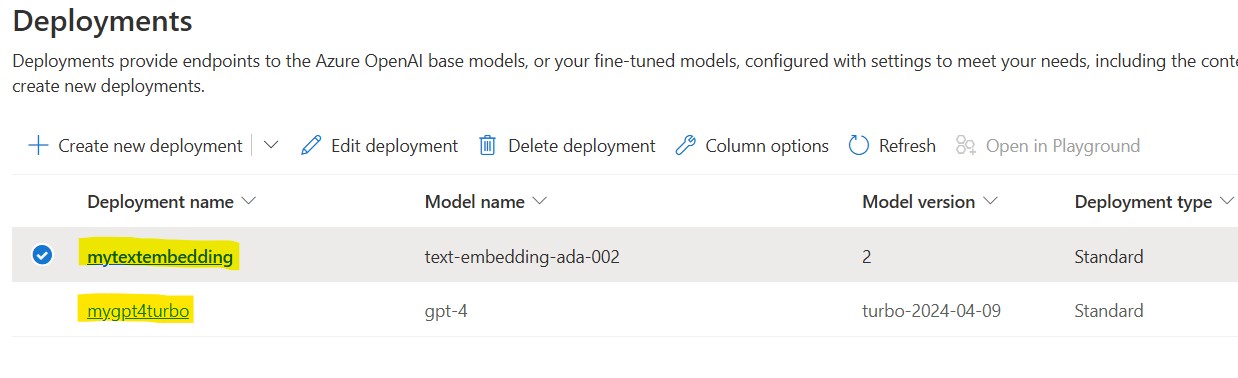 Deployments
Deployments provide endpoints to the Azure OpenAI base models, or your fine-tuned models, configured with settings to meet your needs, including the conte
create new deployments.
Create new deployment Edit deployment Delete deployment Column options Refresh Open in Playground
Deployment name Model name Model version Deployment type
mytextembedding text-embedding-ada-002 2 Standard
mygpt4turbo gpt-4 turbo-2024-04-09 Standard